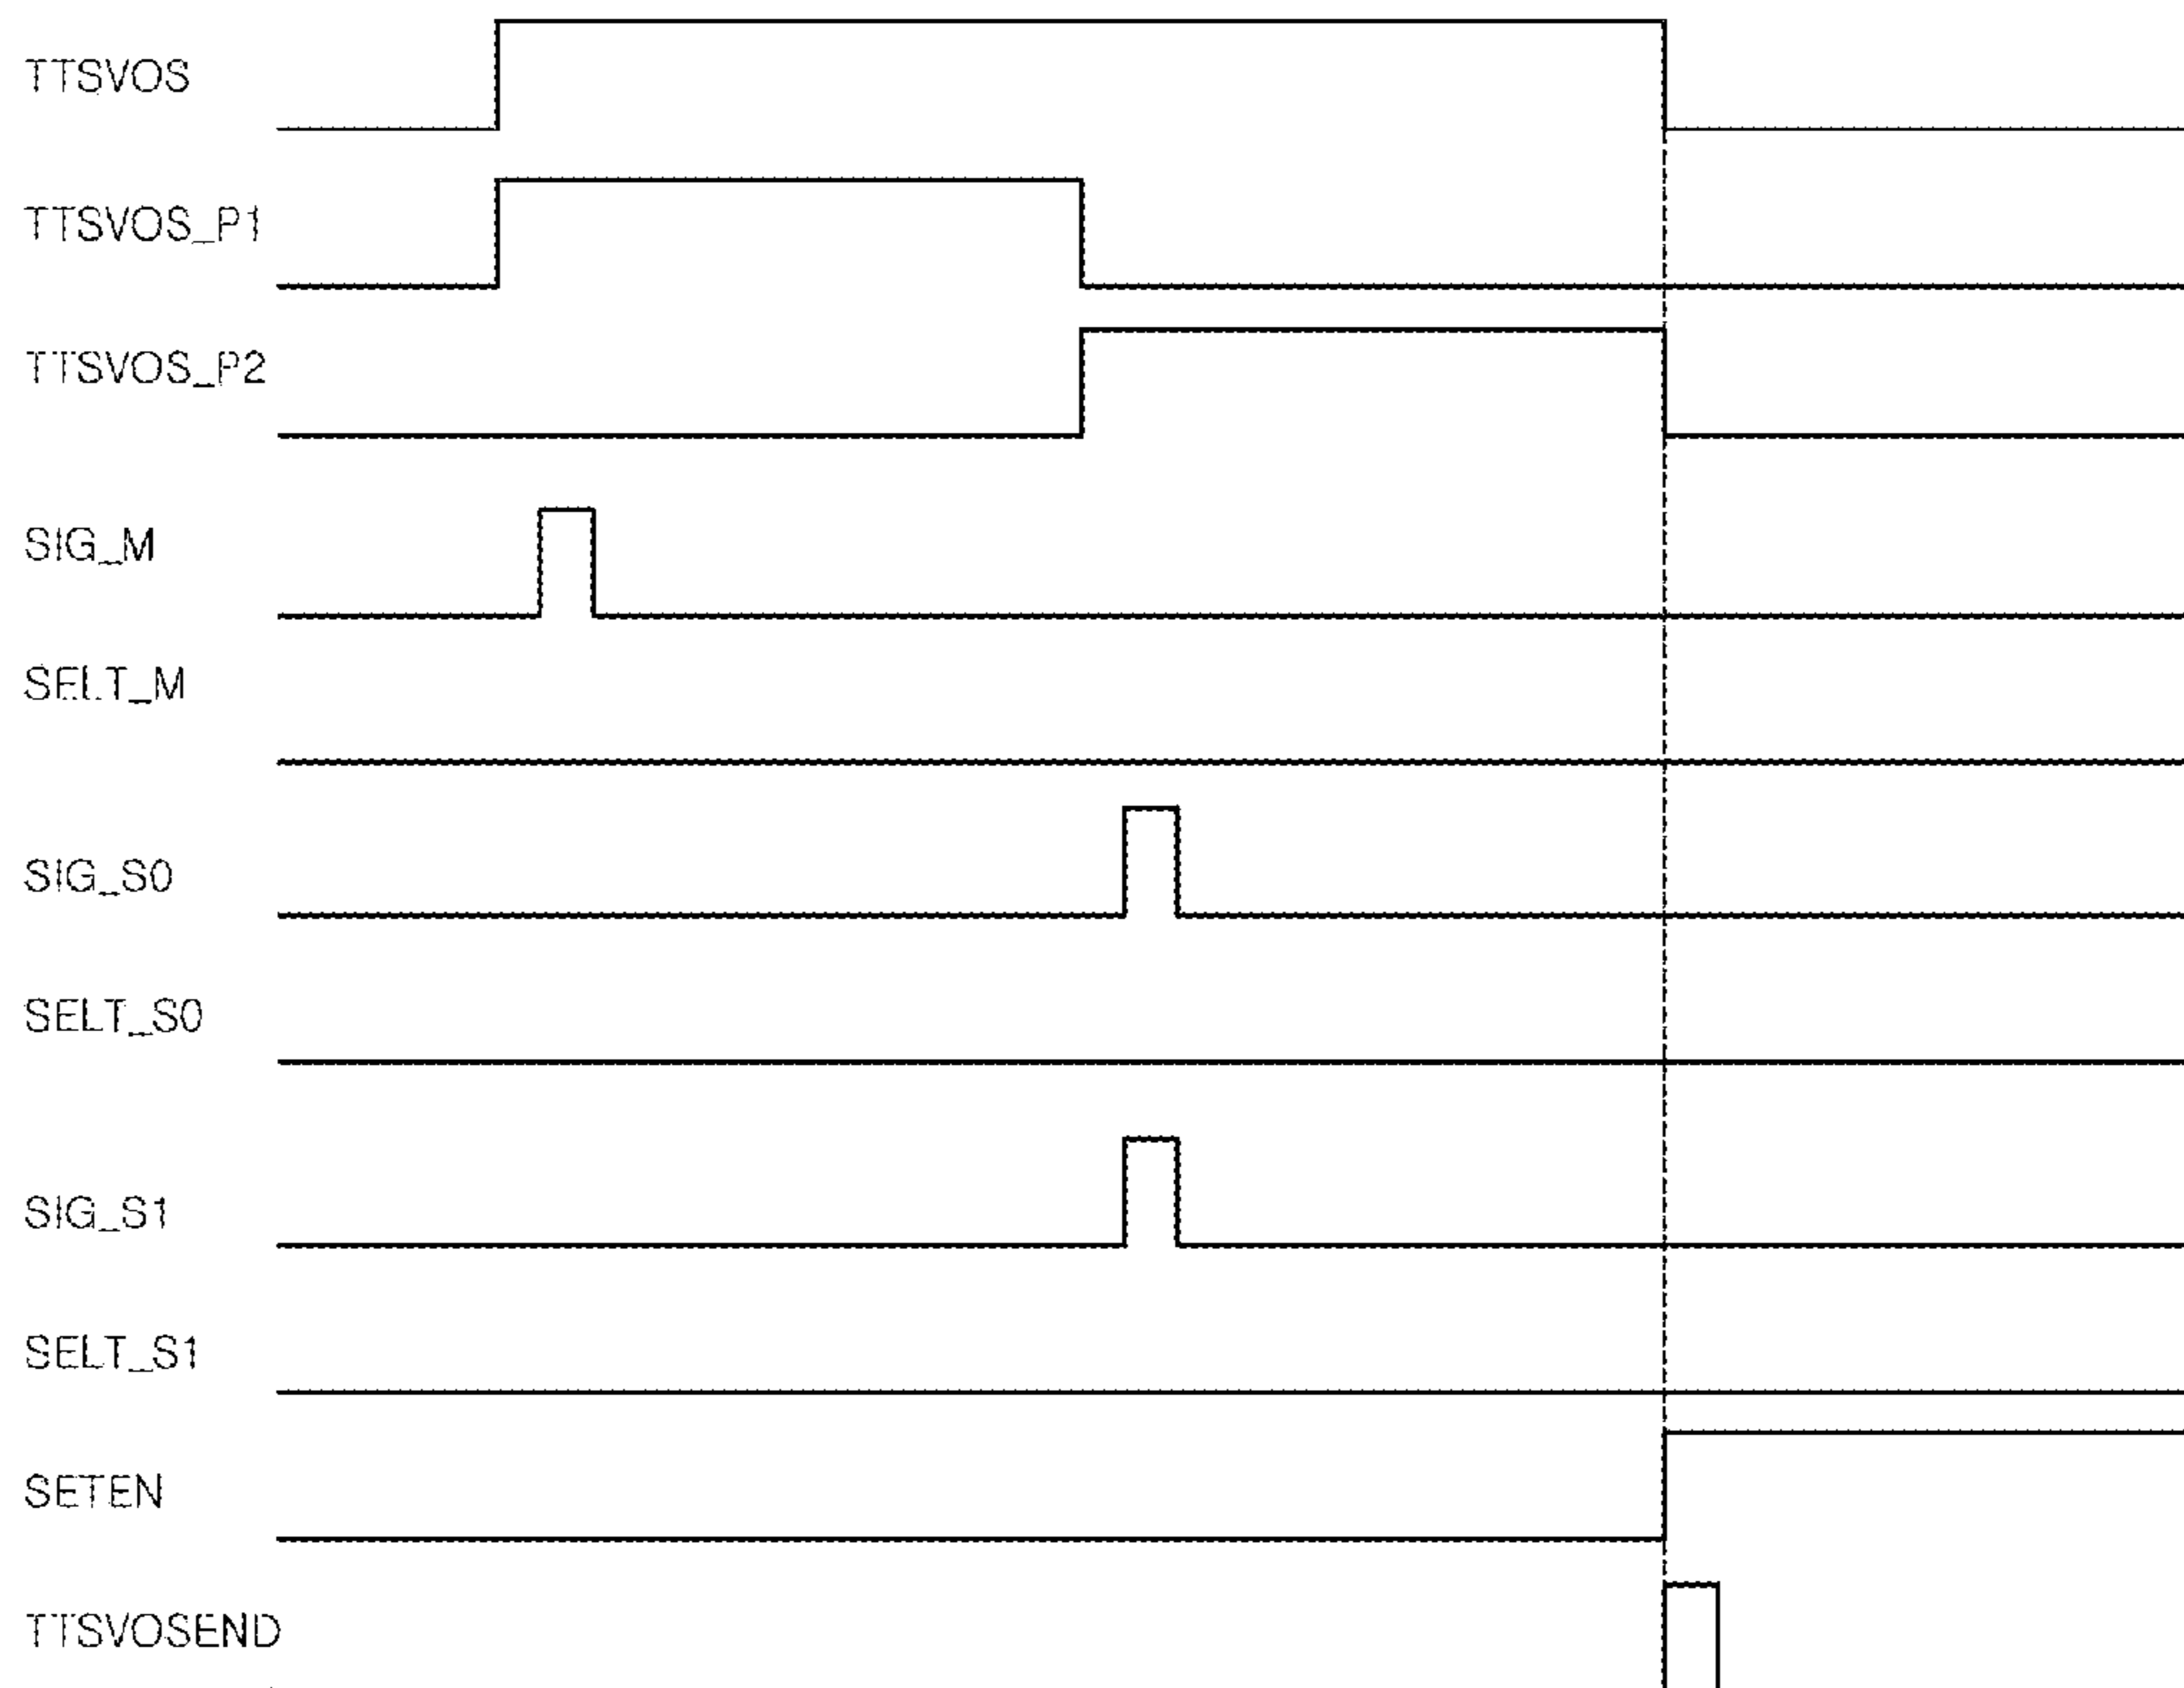 TTSVOS
TTSVOS_P1
TTSVOS_P2
SIG_M
SELT_M
SIG_S0
SELT_S0
SIG_S1
SELT_S1
SETEN
TTSVOSEND